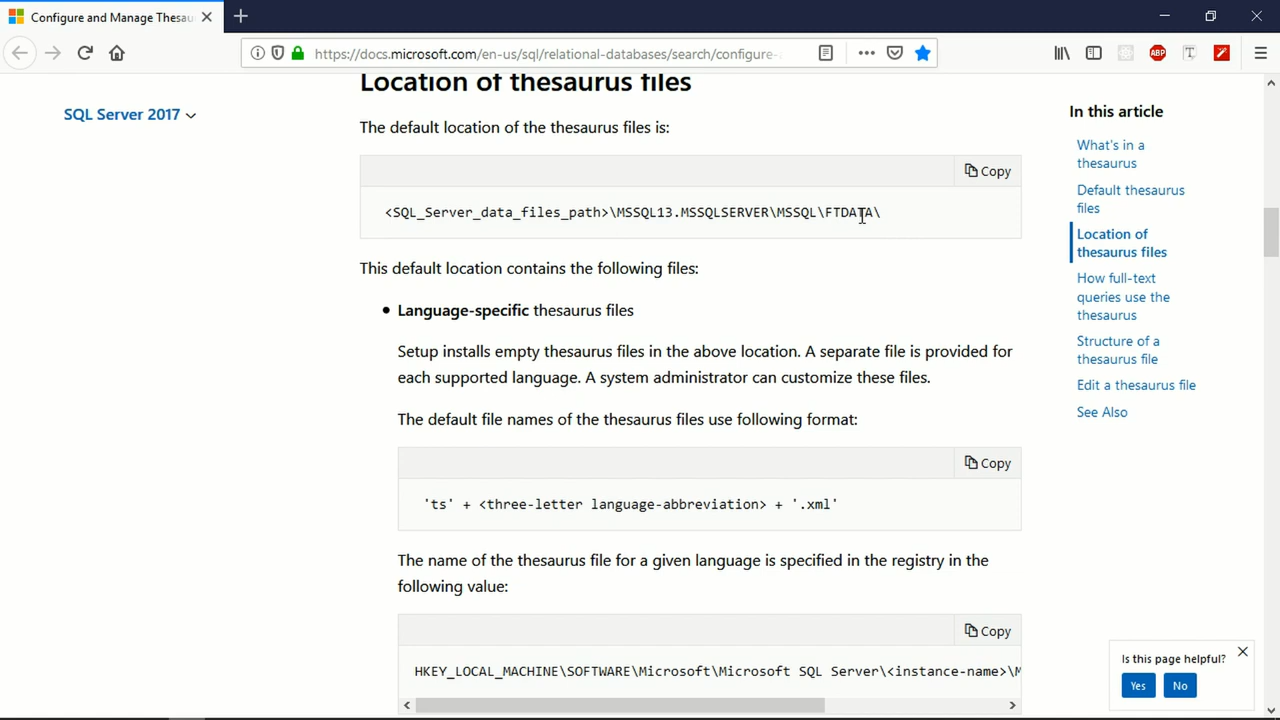 Configure and Manage Thesau
https://docs.microsoft.com/en-us/sql/relational-databases/search/configure-
ABP
T
SQL Server 2017
Location of thesaurus files
The default location of the thesaurus files is:
Copy
<SQL_Server_data_files_path>\MSSQL13.MSSQLSERVER\MSSQL\FTDATA\
This default location contains the following files:
• Language-specific thesaurus files
Setup installs empty thesaurus files in the above location. A separate file is provided for
each supported language. A system administrator can customize these files.
The default file names of the thesaurus files use following format:
Copy
'ts' + <three-letter language-abbreviation> + '.xml'
The name of the thesaurus file for a given language is specified in the registry in the
following value:
Copy
HKEY_LOCAL_MACHINE\SOFTWARE\Microsoft\Microsoft SQL Server\<instance-name>\M
In this article
What's in a
thesaurus
Default thesaurus
files
Location of
thesaurus files
How full-text
queries use the
thesaurus
Structure of a
thesaurus file
Edit a thesaurus file
See Also
Is this page helpful?
Yes
No